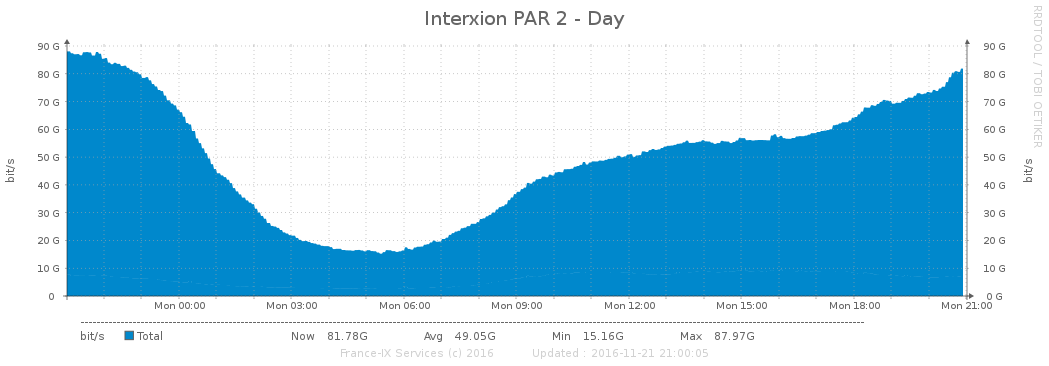 Interxion PAR 2 - Day
RRDTOOL / TOBI OETIKER
bit/s
bit/s
90 G 90 G
80 G 80 G
70 G 70 G
60 G 60 G
50 G 50 G
40 G 40 G
30 G 30 G
20 G 20 G
10 G 10 G
0 0 G
Mon 00:00 Mon 03:00 Mon 06:00 Mon 09:00 Mon 12:00 Mon 15:00 Mon 18:00 Mon 21:00
bit/s Total Now 81.78G Avg 49.05G Min 15.16G Max 87.97G
France-IX Services (c) 2016 Updated : 2016-11-21 21:00:05